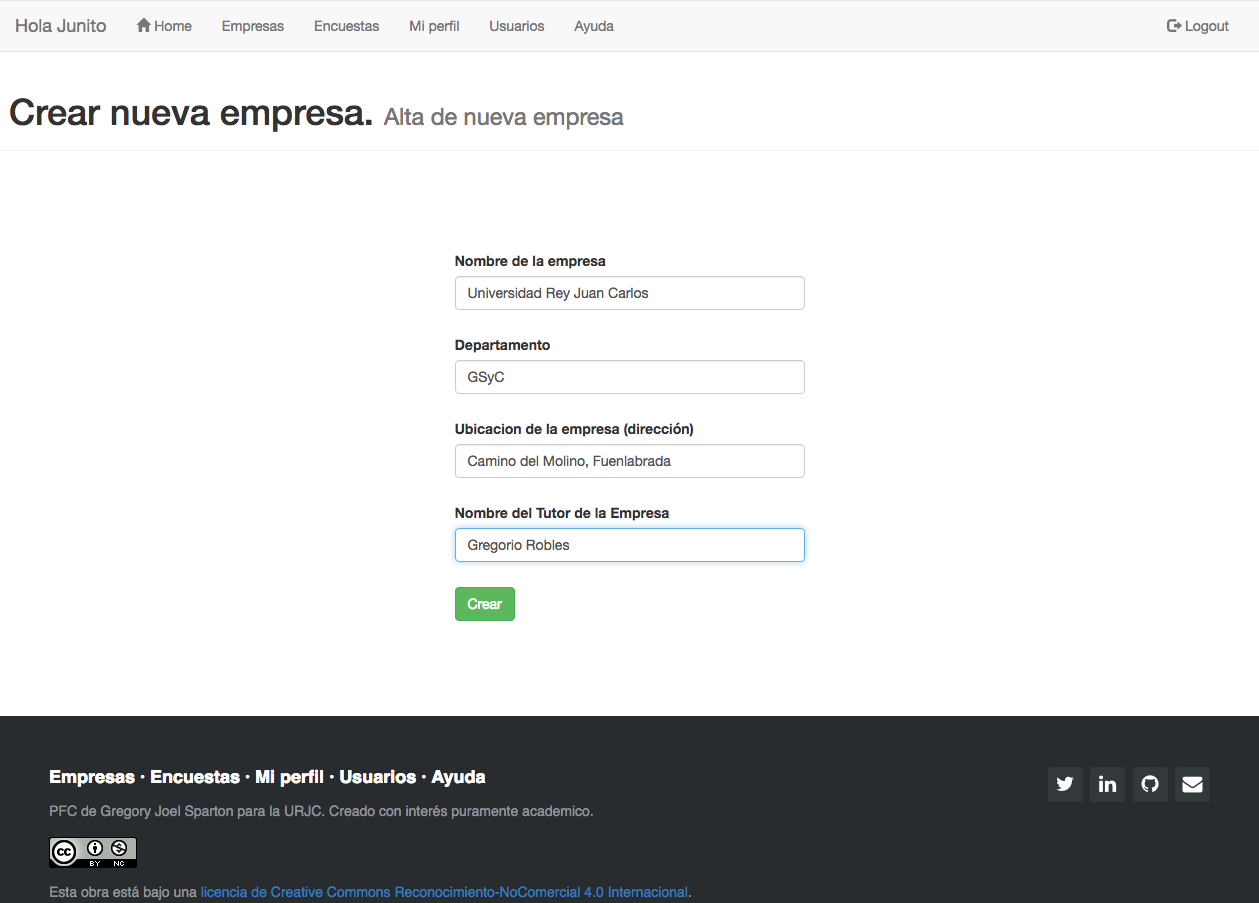 Hola Junito Home Empresas Encuestas Mi perfil Usuarios Ayuda Logout
Crear nueva empresa. Alta de nueva empresa
Nombre de la empresa
Universidad Rey Juan Carlos
Departamento
GSyC
Ubicacion de la empresa (dirección)
Camino del Molino, Fuenlabrada
Nombre del Tutor de la Empresa
Gregorio Robles
Crear
Empresas · Encuestas · Mi perfil · Usuarios · Ayuda
PFC de Gregory Joel Sparton para la URJC. Creado con interés puramente academico.
cc BY NC
Esta obra está bajo una licencia de Creative Commons Reconocimiento-NoComercial 4.0 Internacional.